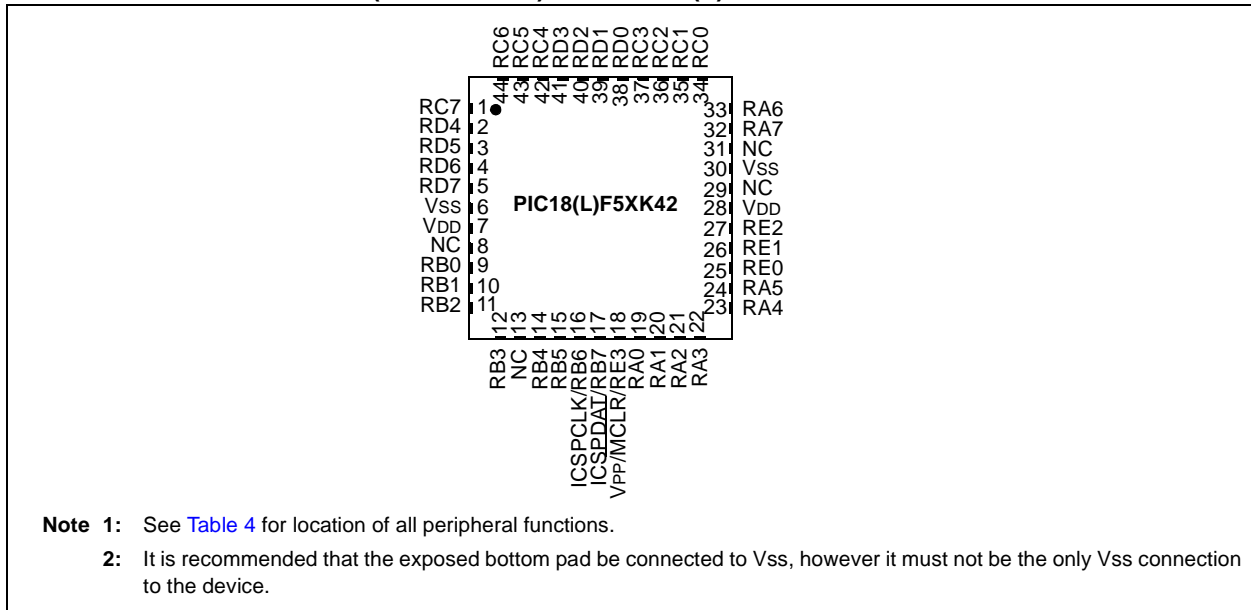 RC6
RC5
RC4
RD3
RD2
RD1
RD0
RC3
RC2
RC1
RC0
44
43
42
41
40
39
38
37
36
35
34
RC7 1
RD4 2
RD5 3
RD6 4
RD7 5
VSS 6
VDD 7
NC 8
RB0 9
RB1 10
RB2 11
PIC18(L)F5XK42
33 RA6
32 RA7
31 NC
30 VSS
29 NC
28 VDD
27 RE2
26 RE1
25 RE0
24 RA5
23 RA4
12
13
14
15
16
17
18
19
20
21
22
RB3
NC
RB4
RB5
ICSPCLK/RB6
ICSPDAT/RB7
VPP/MCLR/RE3
RA0
RA1
RA2
RA3
Note 1: See Table 4 for location of all peripheral functions.
2: It is recommended that the exposed bottom pad be connected to Vss, however it must not be the only Vss connection
to the device.